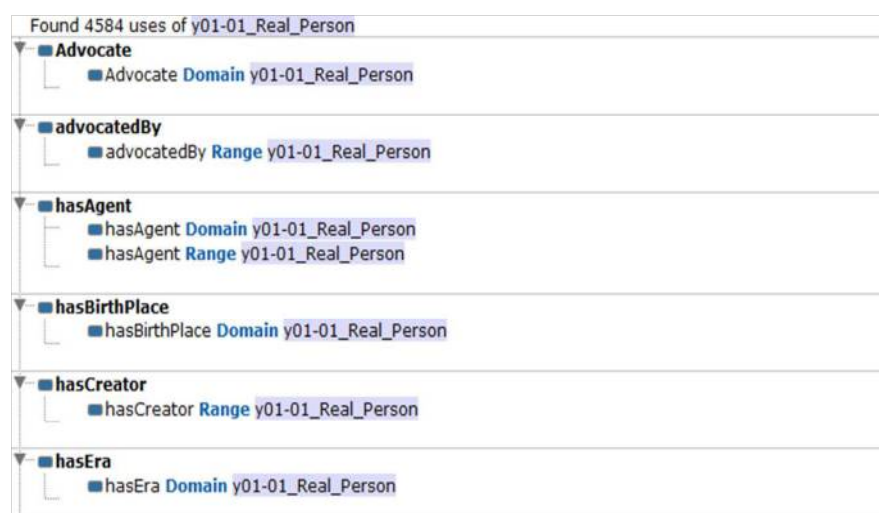 Found 4584 uses of y01-01_Real_Person
Advocate
Advocate Domain y01-01_Real_Person
advocatedBy
advocatedBy Range y01-01_Real_Person
hasAgent
hasAgent Domain y01-01_Real_Person
hasAgent Range y01-01_Real_Person
hasBirthPlace
hasBirthPlace Domain y01-01_Real_Person
hasCreator
hasCreator Range y01-01_Real_Person
hasEra
hasEra Domain y01-01_Real_Person